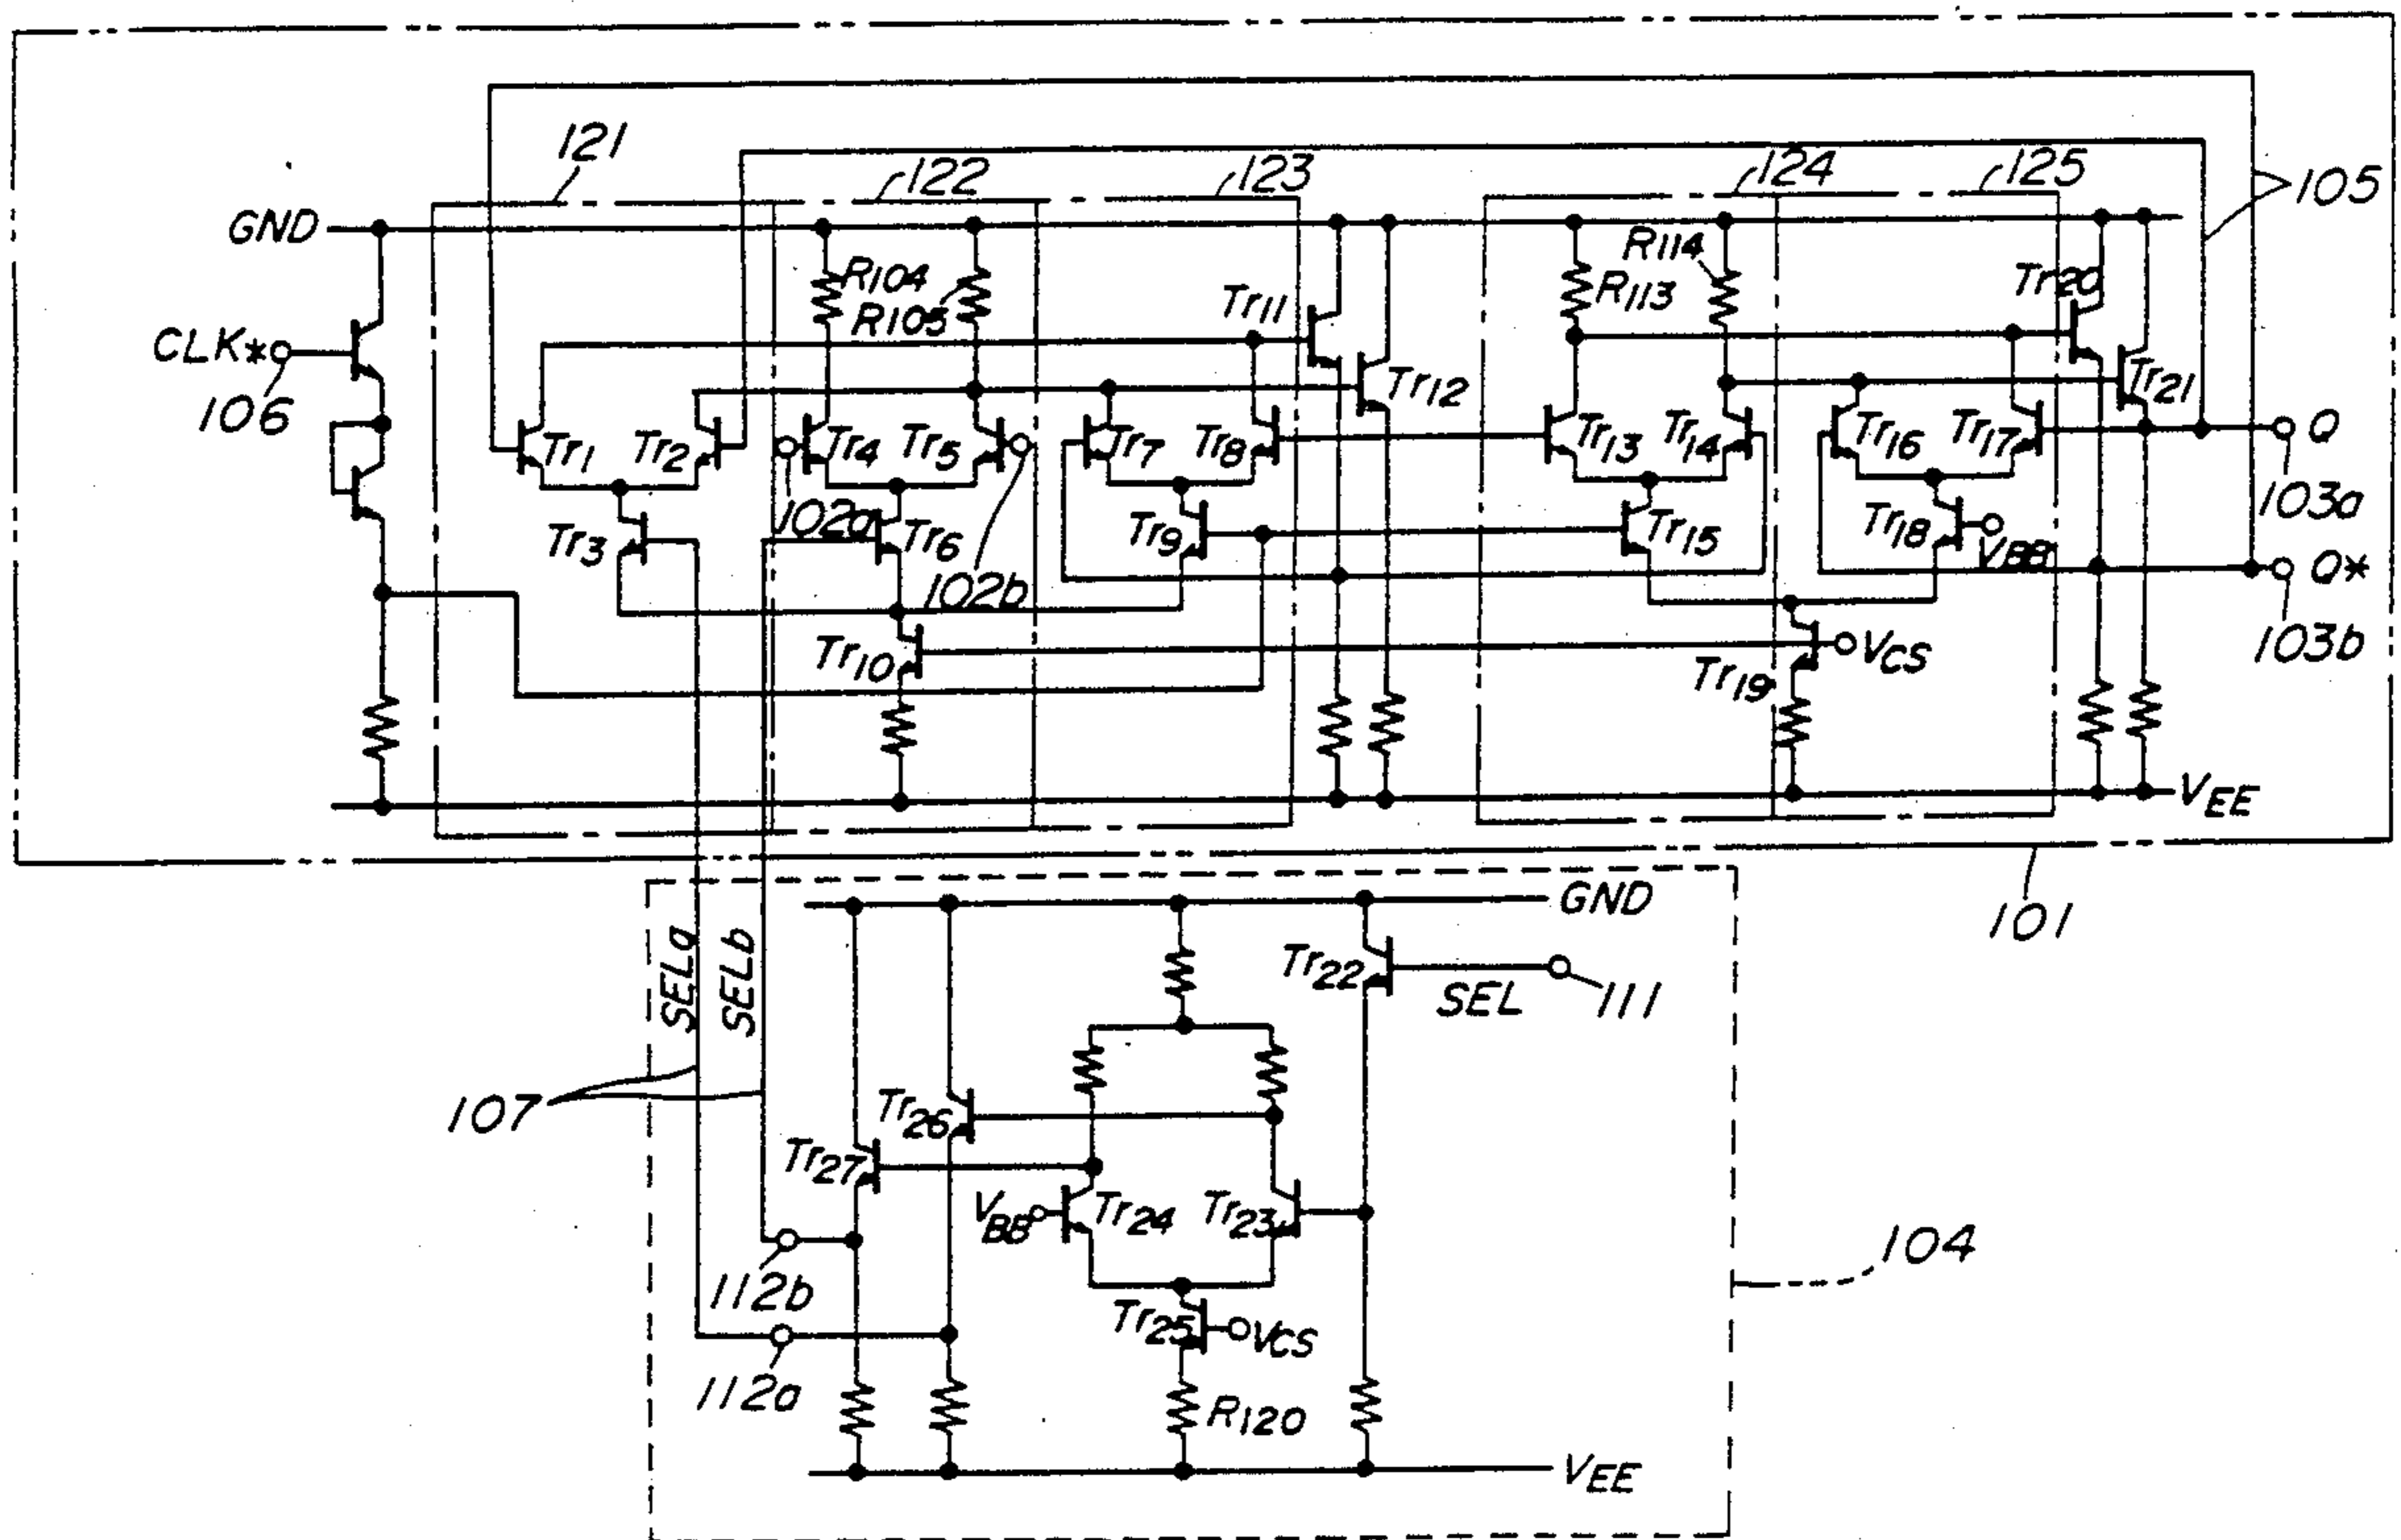 121
122
123
124
125
105
GND
R104
R105
Tr11
R113
R114
Tr20
CLK*
106
Tr12
Tr21
Tr1
Tr2
Tr4
Tr5
Tr7
Tr8
Tr13
Tr14
Tr16
Tr17
Q
103a
102a
Tr3
Tr6
Tr9
Tr15
Tr18
VBB
102b
Q*
103b
Tr10
Tr19
VCS
VEE
101
GND
SELa
SELb
Tr22
SEL
111
107
Tr26
Tr27
VBB
Tr24
Tr23
104
112b
Tr25
VCS
112a
R120
VEE